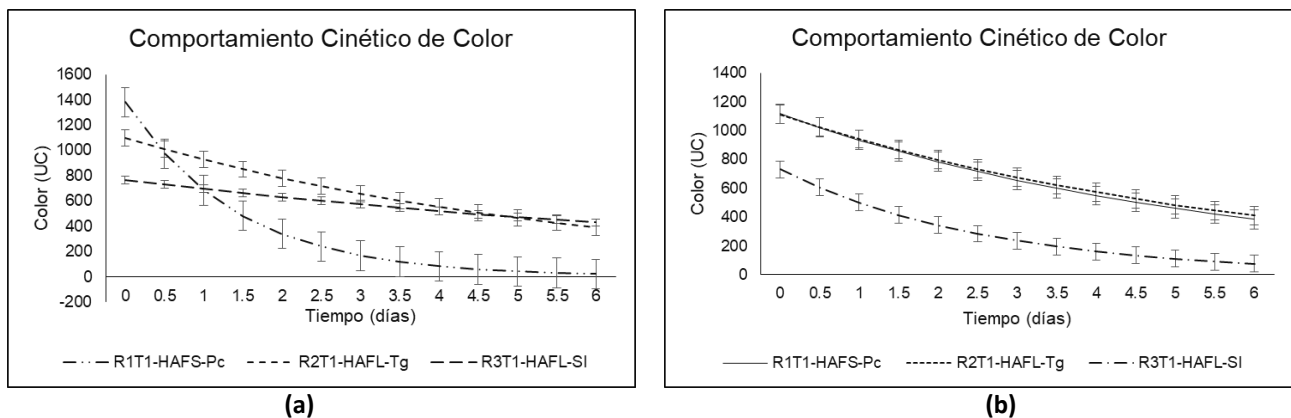 Comportamiento Cinético de Color
1600
1400
1200
1000
800
600
400
200
0
-200
Color (UC)
0 0.5 1 1.5 2 2.5 3 3.5 4 4.5 5 5.5 6
Tiempo (días)
R1T1-HAFS-Pc R2T1-HAFL-Tg R3T1-HAFL-SI
(a)
Comportamiento Cinético de Color
1400
1200
1000
800
600
400
200
0
Color (UC)
0 0.5 1 1.5 2 2.5 3 3.5 4 4.5 5 5.5 6
Tiempo (días)
R1T1-HAFS-Pc R2T1-HAFL-Tg R3T1-HAFL-SI
(b)